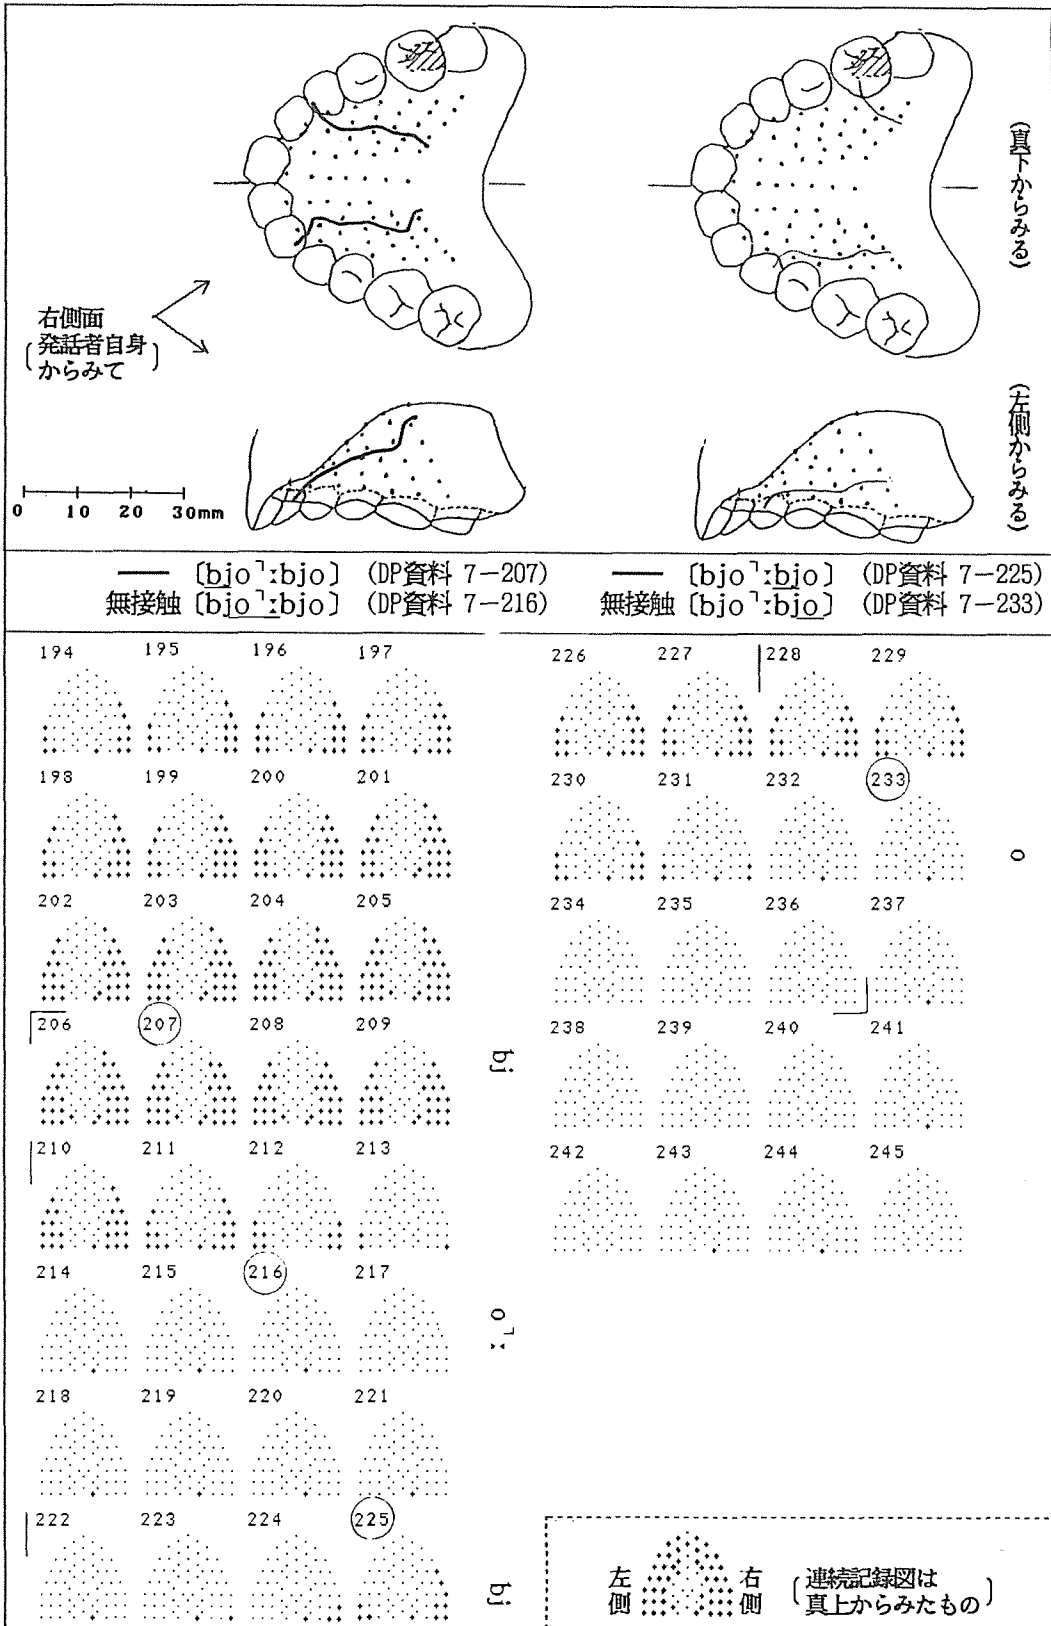 (真下からみる)
右側面
発話者自身
からみて
(左側からみる)
0 10 20 30mm
[bjo˺ːbjo] (DP資料 7−207)
無接触 [bjo˺ːbjo] (DP資料 7−216)
[bjo˺ːbjo] (DP資料 7−225)
無接触 [bjo˺ːbjo] (DP資料 7−233)
194 195 196 197
198 199 200 201
202 203 204 205
206 207 208 209
bj
210 211 212 213
214 215 216 217
o˺ː
218 219 220 221
222 223 224 225
bj
226 227 228 229
230 231 232 233
o
234 235 236 237
238 239 240 241
242 243 244 245
左側
右側
(連続記録図は
真上からみたもの)